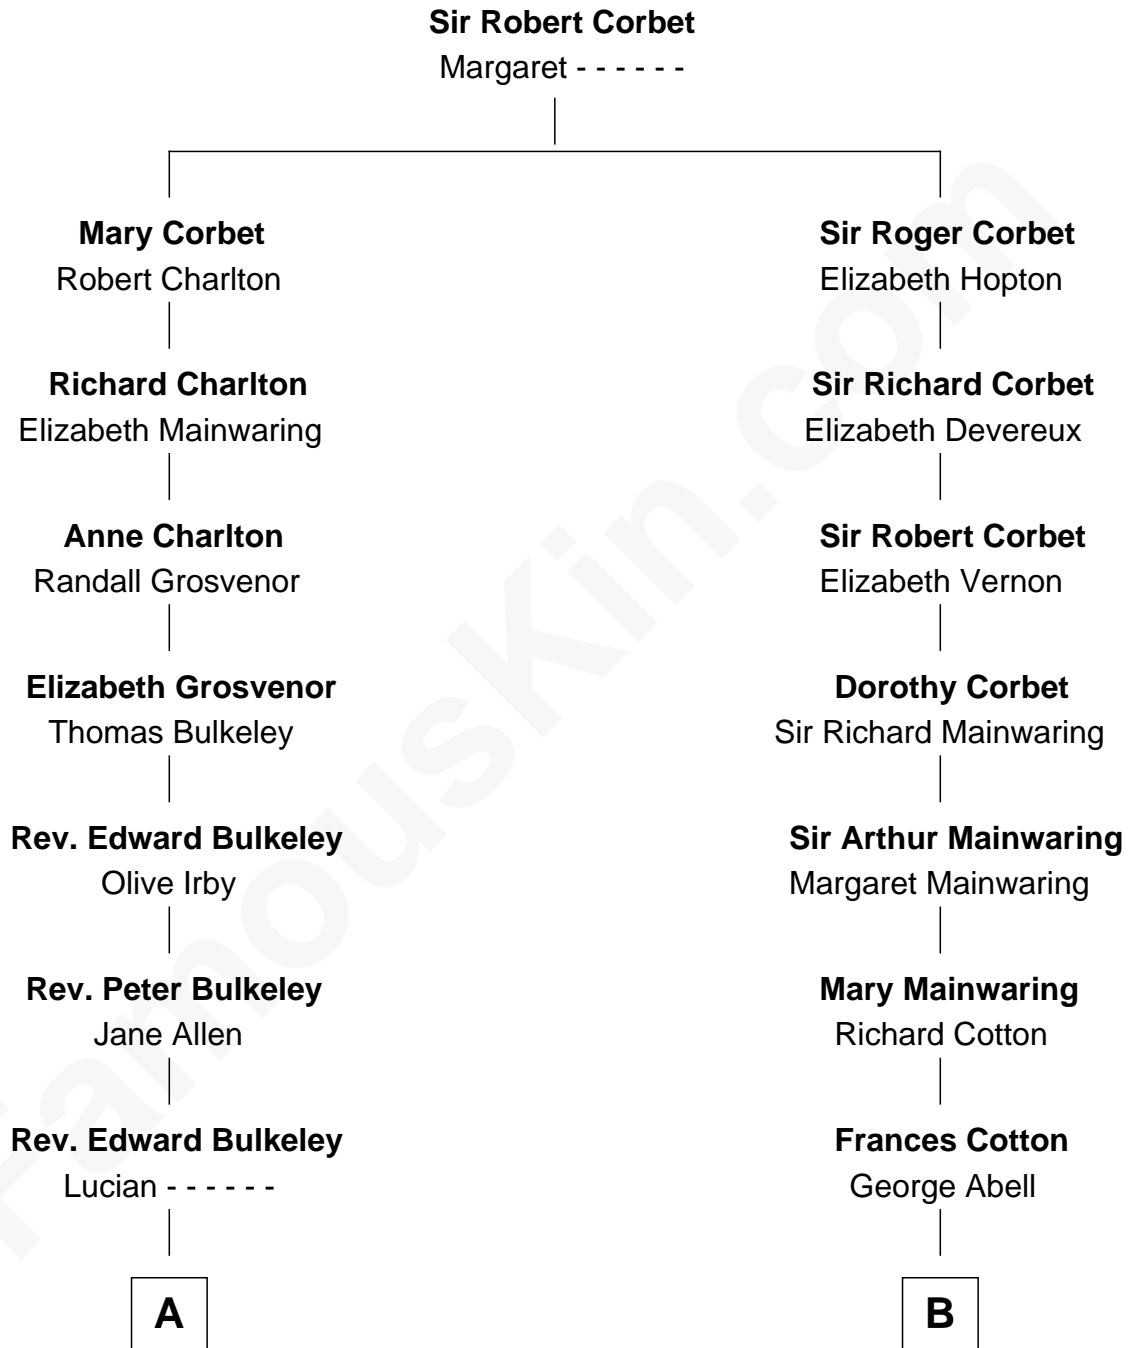 Sir Robert Corbet
Margaret - - - - - -
Mary Corbet
Robert Charlton
Richard Charlton
Elizabeth Mainwaring
Anne Charlton
Randall Grosvenor
Elizabeth Grosvenor
Thomas Bulkeley
Rev. Edward Bulkeley
Olive Irby
Rev. Peter Bulkeley
Jane Allen
Rev. Edward Bulkeley
Lucian - - - - - -
A
Sir Roger Corbet
Elizabeth Hopton
Sir Richard Corbet
Elizabeth Devereux
Sir Robert Corbet
Elizabeth Vernon
Dorothy Corbet
Sir Richard Mainwaring
Sir Arthur Mainwaring
Margaret Mainwaring
Mary Mainwaring
Richard Cotton
Frances Cotton
George Abell
B
FamousKin.com